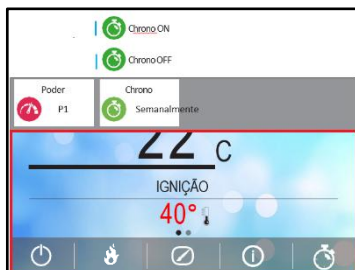 Chrono ON
Chrono OFF
Poder
P1
Chrono
Semanalmente
22 C
IGNIÇÃO
40°